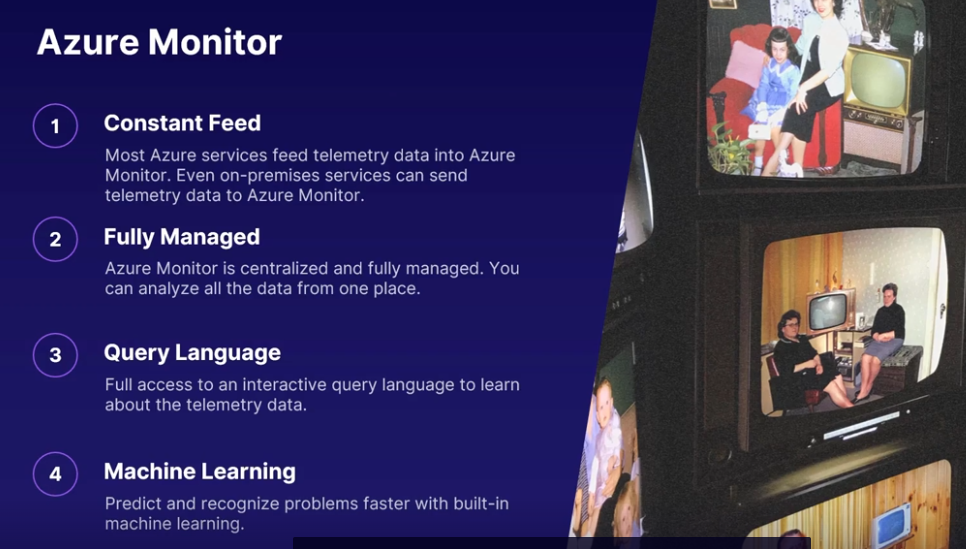 Azure Monitor
1
Constant Feed
Most Azure services feed telemetry data into Azure
Monitor. Even on-premises services can send
telemetry data to Azure Monitor.
2
Fully Managed
Azure Monitor is centralized and fully managed. You
can analyze all the data from one place.
3
Query Language
Full access to an interactive query language to learn
about the telemetry data.
4
Machine Learning
Predict and recognize problems faster with built-in
machine learning.